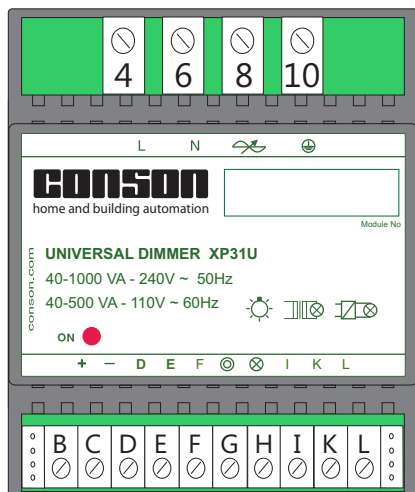 4 6 8 10
L N
CONSON
home and building automation
Module No
conson.com
UNIVERSAL DIMMER XP31U
40-1000 VA - 240V ~ 50Hz
40-500 VA - 110V ~ 60Hz
ON
+ – D E F I K L
B C D E F G H I K L